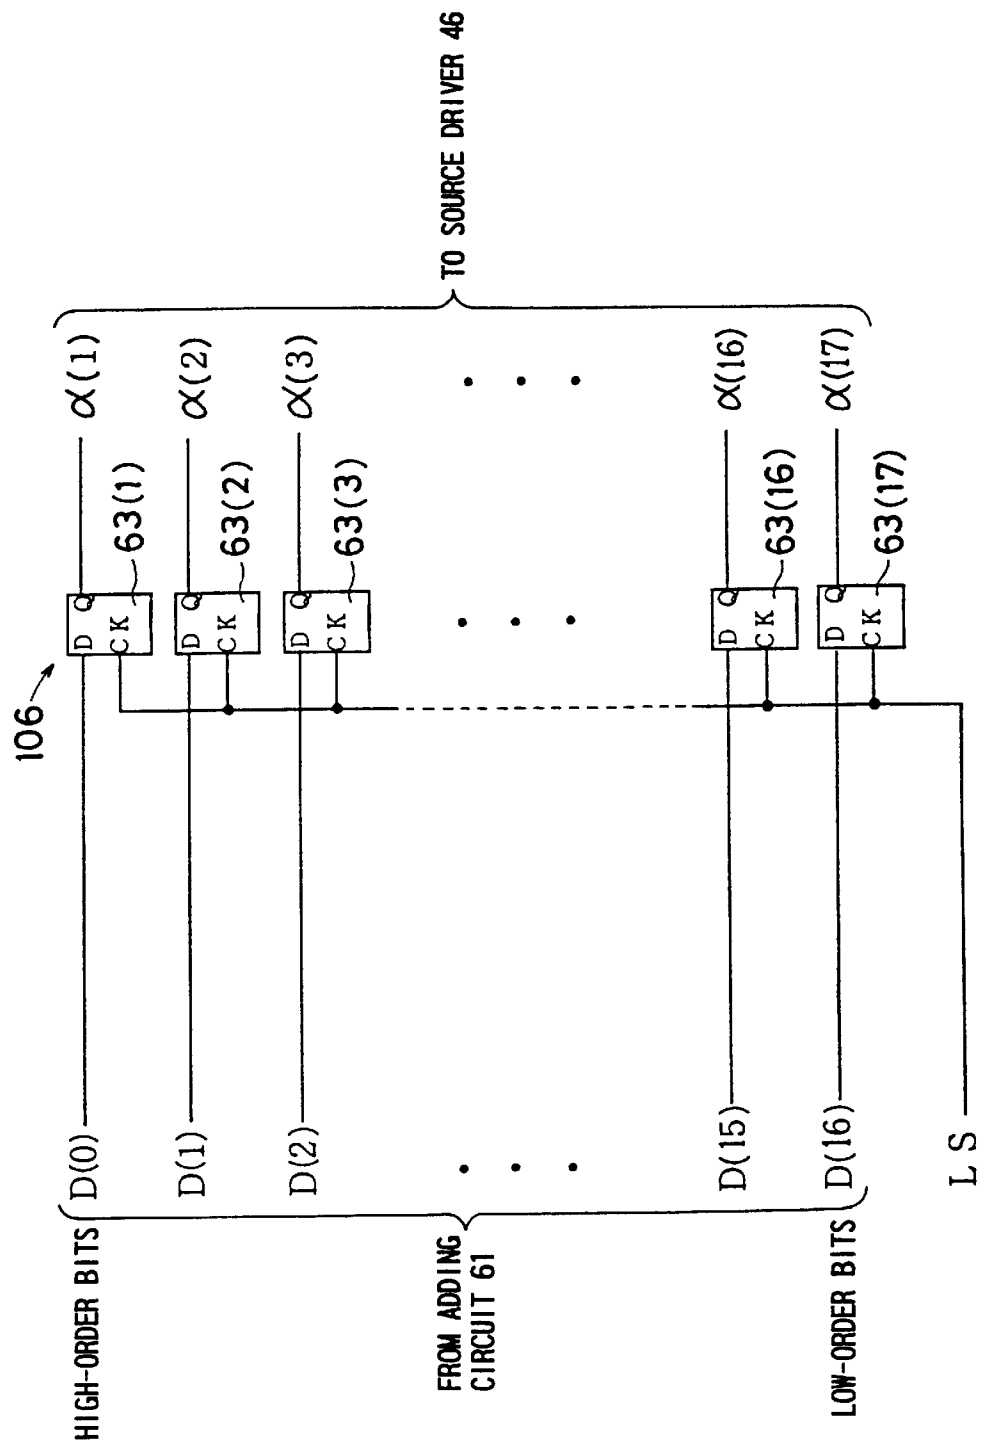 106
HIGH-ORDER BITS
D(0)
D
Q
CK
63(1)
α(1)
D(1)
D
Q
CK
63(2)
α(2)
D(2)
D
Q
CK
63(3)
α(3)
FROM ADDING
CIRCUIT 61
TO SOURCE DRIVER 46
D(15)
D
Q
CK
63(16)
α(16)
LOW-ORDER BITS
D(16)
D
Q
CK
63(17)
α(17)
LS